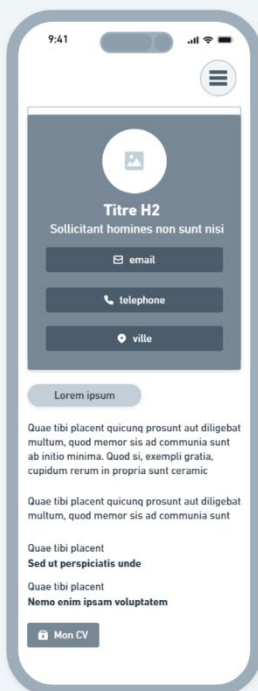 9:41
Titre H2
Sollicitant homines non sunt nisi
email
telephone
ville
Lorem ipsum
Quae tibi placent quicunq prosunt aut diligebat
multum, quod memor sis ad communia sunt
ab initio minima. Quod si, exempli gratia,
cupidum rerum in propria sunt ceramic
Quae tibi placent quicunq prosunt aut diligebat
multum, quod memor sis ad communia sunt
Quae tibi placent
Sed ut perspiciatis unde
Quae tibi placent
Nemo enim ipsam voluptatem
Mon CV